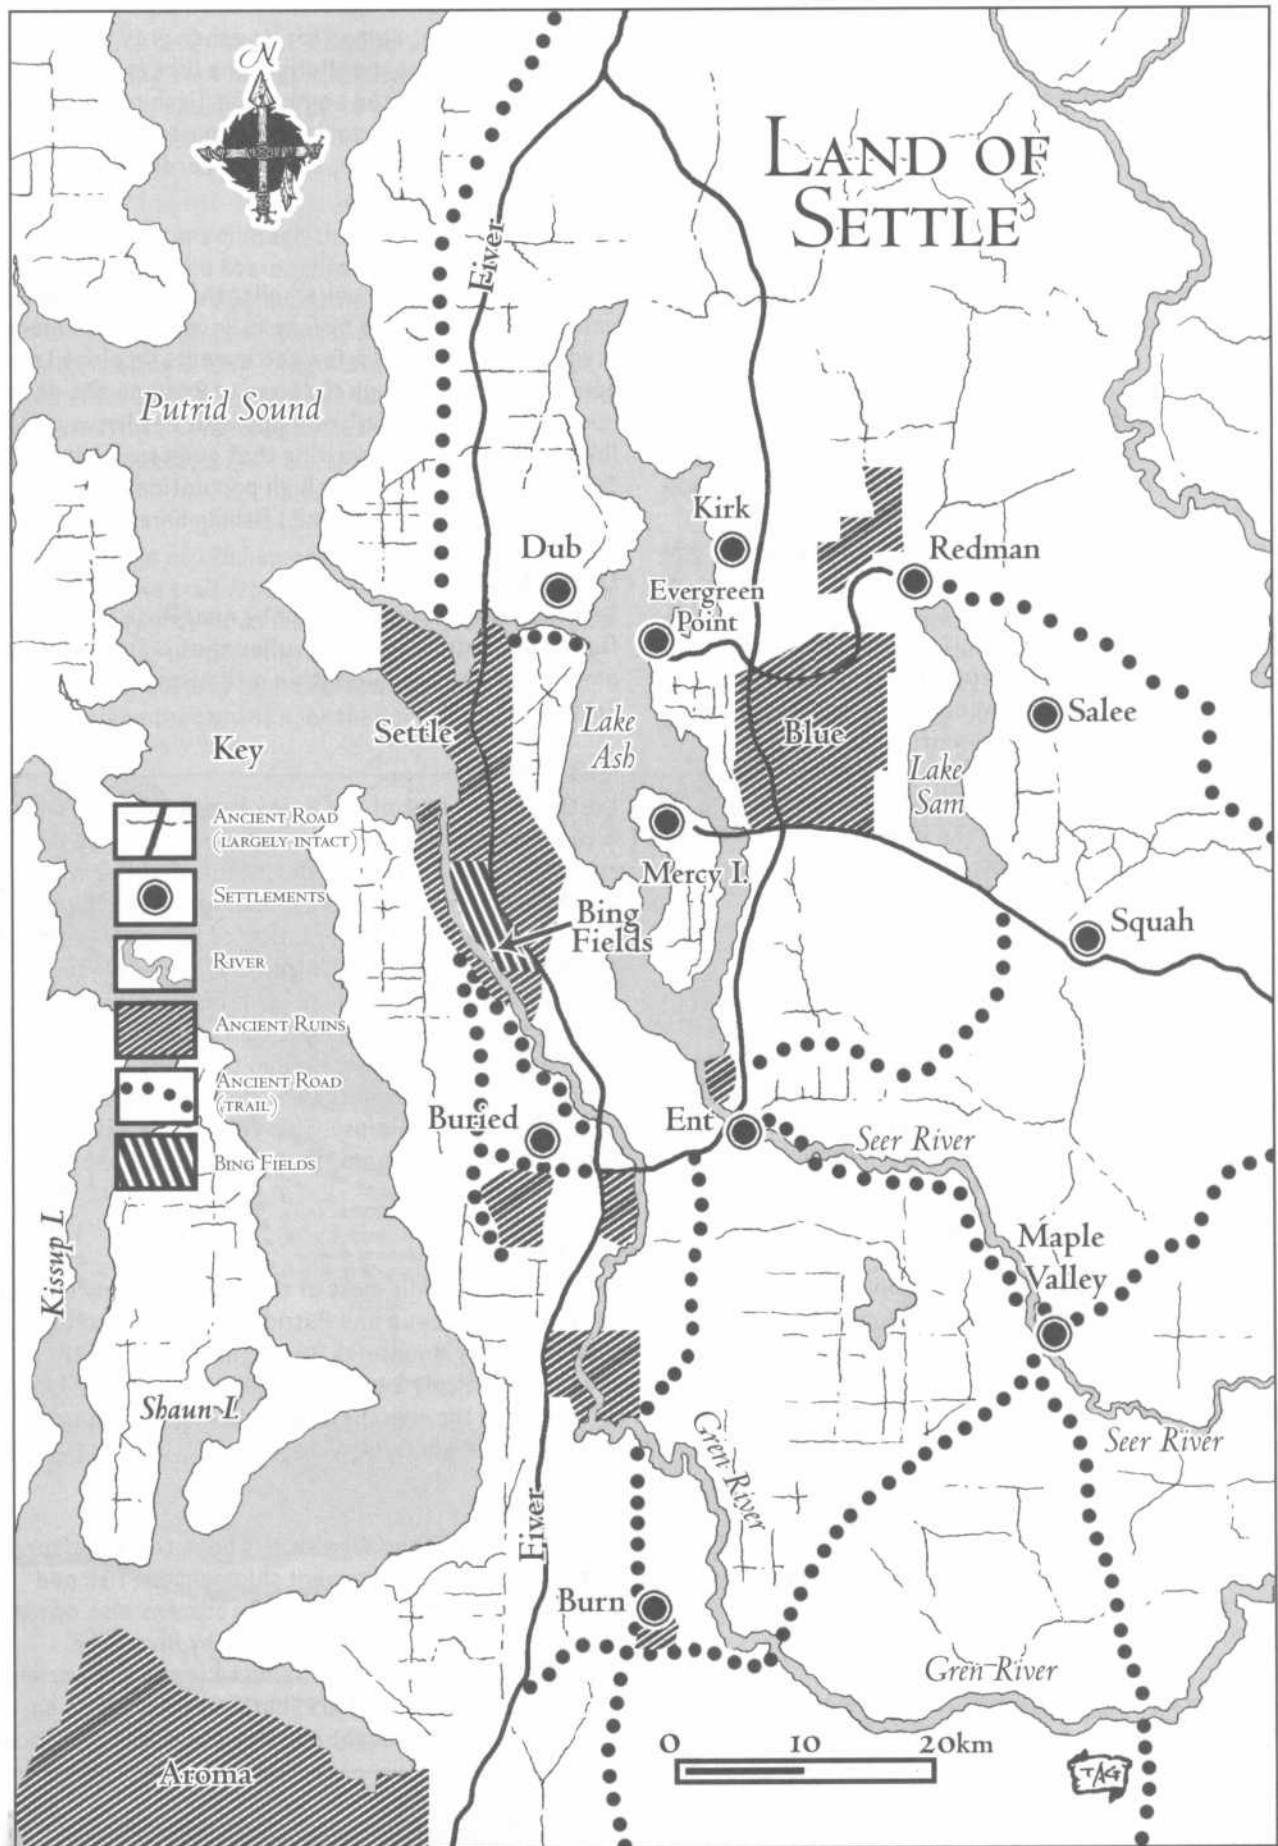 N
LAND OF
SETTLE
Fiver
Putrid Sound
Kirk
Dub
Redman
Evergreen
Point
Salee
Lake
Ash
Settle
Blue
Key
Lake
Sam
ANCIENT ROAD
(LARGELY INTACT)
SETTLEMENTS
RIVER
ANCIENT RUINS
ANCIENT ROAD
(TRAIL)
BING FIELDS
Mercy I.
Bing
Fields
Squah
Buried
Ent
Seer River
Kissup I.
Maple
Valley
Shaun I.
Gren River
Seer River
Fiver
Burn
Gren River
Aroma
0 10 20km
TAG